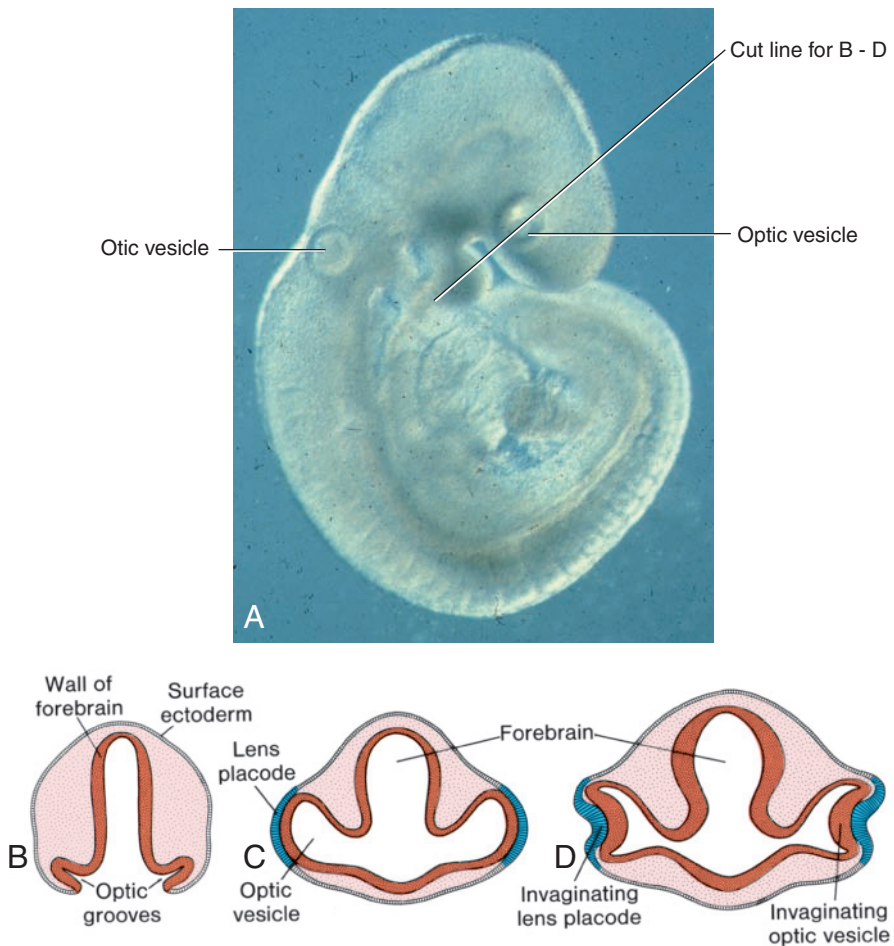 Cut line for B - D
Otic vesicle
Optic vesicle
A
Wall of
forebrain
Surface
ectoderm
Lens
placode
Forebrain
B
C
D
Optic
grooves
Optic
vesicle
Invaginating
lens placode
Invaginating
optic vesicle